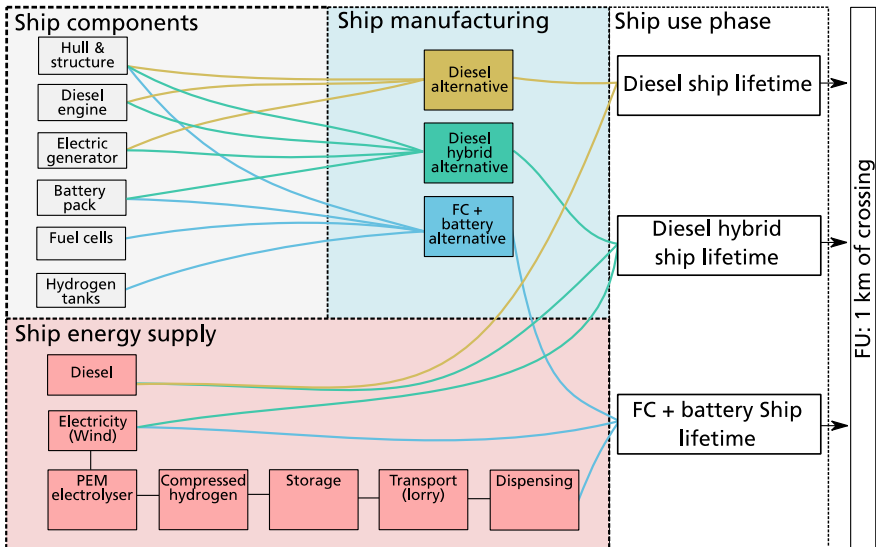 Ship components
Hull &
structure
Diesel
engine
Electric
generator
Battery
pack
Fuel cells
Hydrogen
tanks
Ship manufacturing
Diesel
alternative
Diesel
hybrid
alternative
FC +
battery
alternative
Ship use phase
Diesel ship lifetime
Diesel hybrid
ship lifetime
FC + battery Ship
lifetime
FU: 1 km of crossing
Ship energy supply
Diesel
Electricity
(Wind)
PEM
electrolyser
Compressed
hydrogen
Storage
Transport
(lorry)
Dispensing